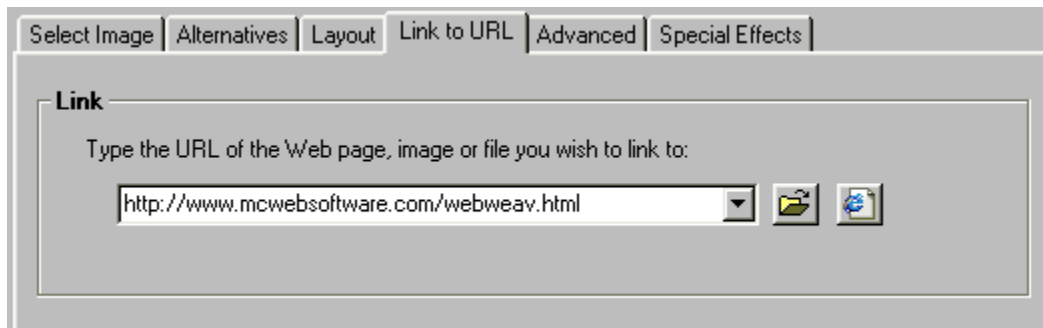 Select Image Alternatives Layout Link to URL Advanced Special Effects
Link
Type the URL of the Web page, image or file you wish to link to:
http://www.mcwebsoftware.com/webweav.html